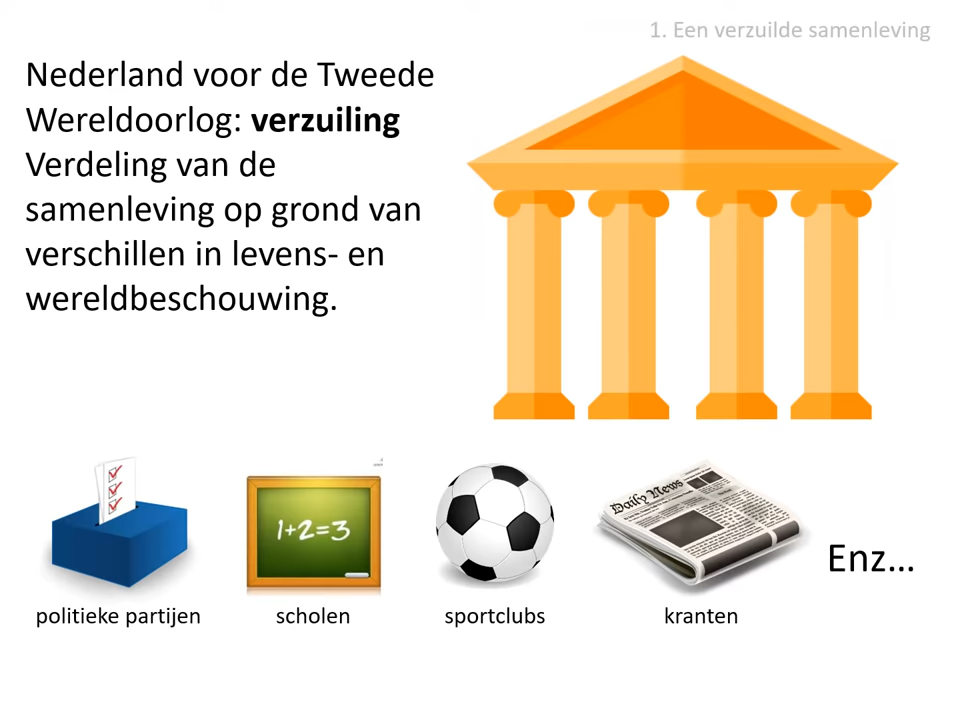 1. Een verzuilde samenleving
Nederland voor de Tweede
Wereldoorlog: verzuiling
Verdeling van de
samenleving op grond van
verschillen in levens- en
wereldbeschouwing.
1+2=3
Daily News
Enz...
politieke partijen
scholen
sportclubs
kranten